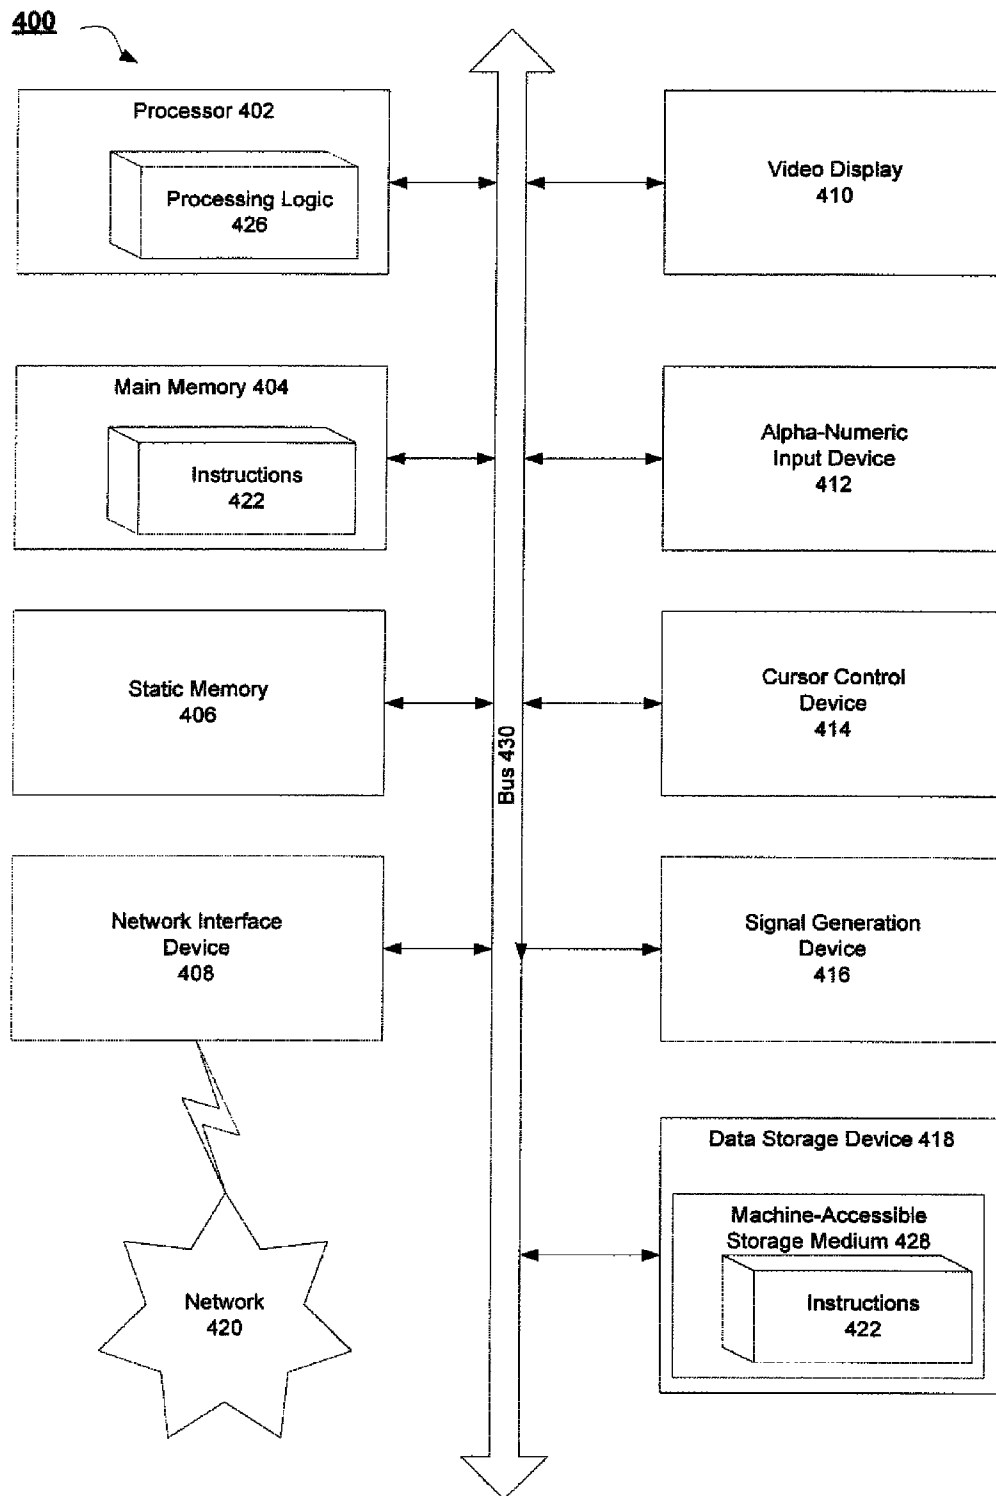 400
Processor 402
Processing Logic
426
Video Display
410
Main Memory 404
Instructions
422
Alpha-Numeric
Input Device
412
Static Memory
406
Cursor Control
Device
414
Bus 430
Network Interface
Device
408
Signal Generation
Device
416
Data Storage Device 418
Machine-Accessible
Storage Medium 428
Instructions
422
Network
420